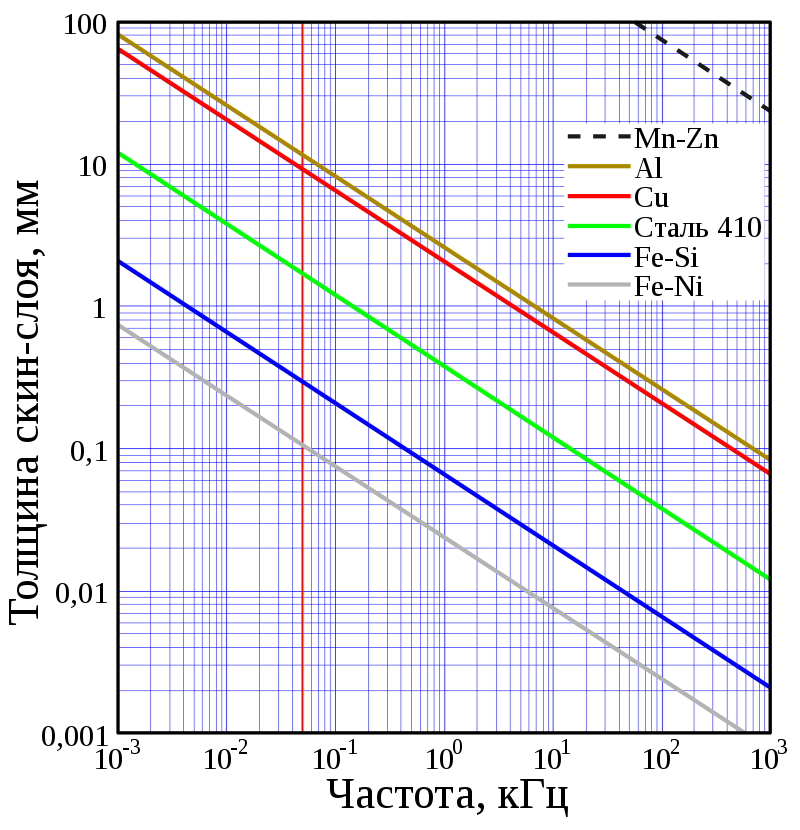 100
10
1
0,1
0,01
0,001
Толщина скин-слоя, мм
Mn-Zn
Al
Cu
Сталь 410
Fe-Si
Fe-Ni
10⁻³ 10⁻² 10⁻¹ 10⁰ 10¹ 10² 10³
Частота, кГц